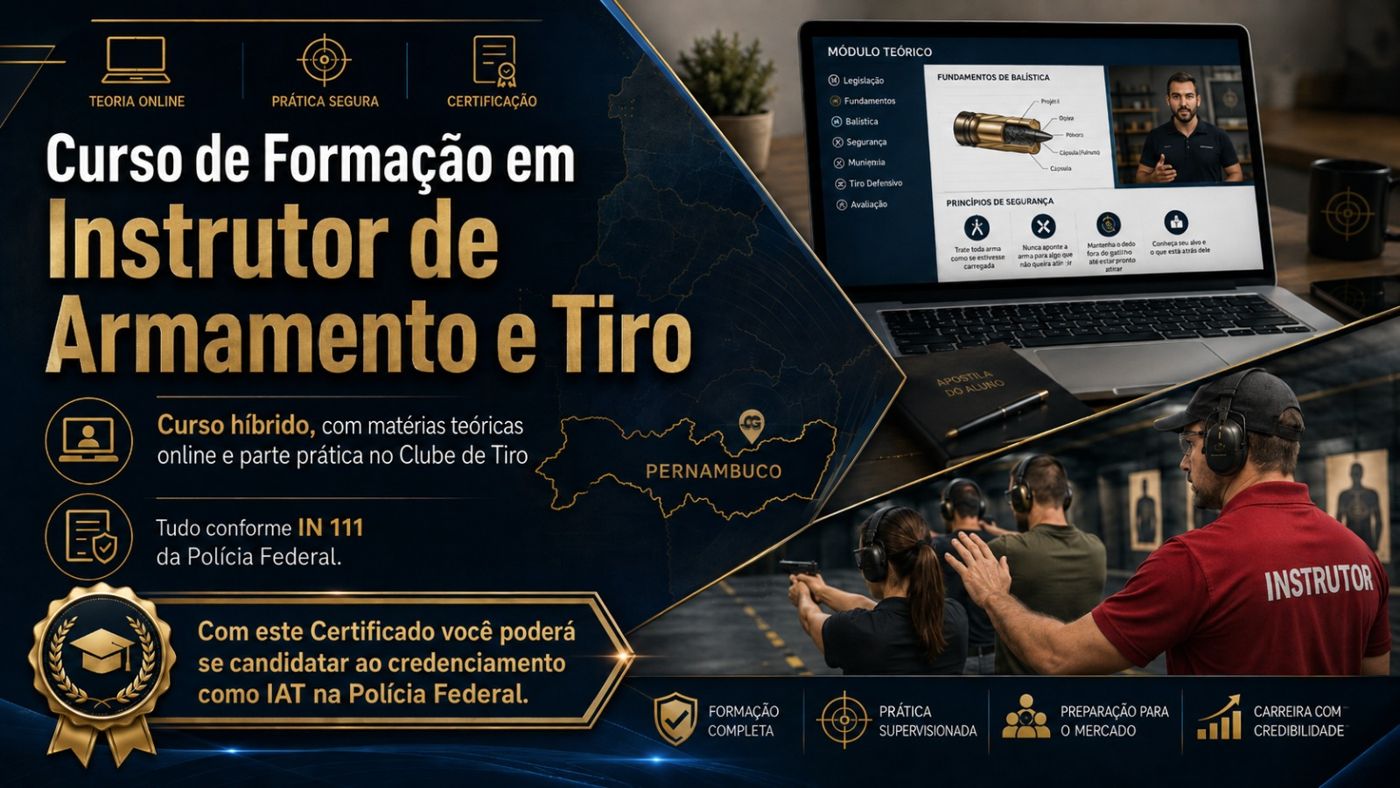 TEORIA ONLINE
PRÁTICA SEGURA
CERTIFICAÇÃO
Curso de Formação em
Instrutor de
Armamento e Tiro
Curso híbrido, com matérias teóricas
online e parte prática no Clube de Tiro
Tudo conforme IN 111
da Polícia Federal.
Com este Certificado você poderá
se candidatar ao credenciamento
como IAT na Polícia Federal.
CG
PERNAMBUCO
MÓDULO TEÓRICO
Legislação
Fundamentos
Balística
Segurança
Tiro Defensivo
Avaliação
FUNDAMENTOS DE BALÍSTICA
Projétil
Pólvora
Cápsula
PRINCÍPIOS DE SEGURANÇA
Trate toda arma
como se estivesse
carregada
Nunca aponte a
arma para algo que
não queira
Mantenha o dedo
fora do gatilho
até estar pronto
Conheça seu alvo e
o que está atrás dele
APOSTILA
DO ALUNO
INSTRUTOR
FORMAÇÃO
COMPLETA
PRÁTICA
SUPERVISIONADA
PREPARAÇÃO PARA
O MERCADO
CARREIRA COM
CREDIBILIDADE